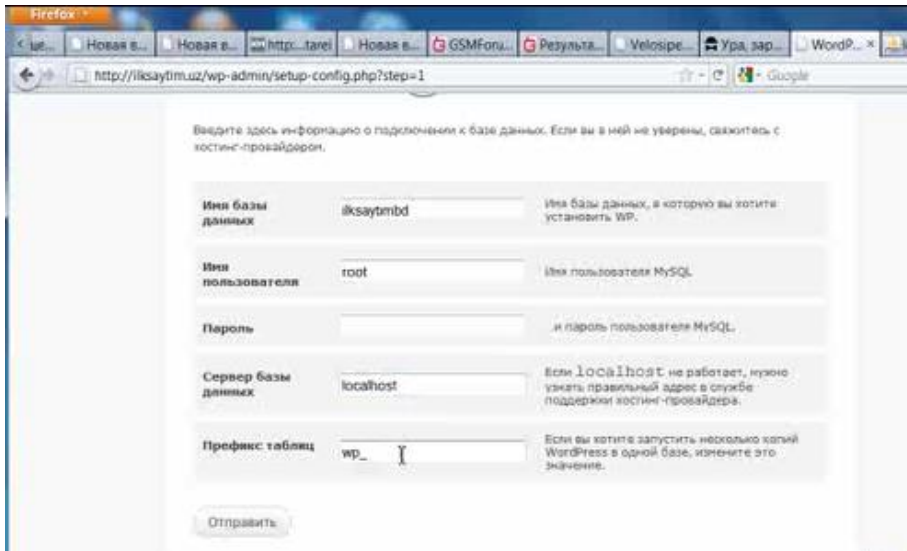 Firefox
Новая в...
Новая в...
http:...tarei
Новая в...
GSMForu...
Результа...
Velosipe...
Ура, зар...
WordP...
http://ilksaytim.uz/wp-admin/setup-config.php?step=1
Google
Введите здесь информацию о подключении к базе данных. Если вы в ней не уверены, свяжитесь с
хостинг-провайдером.
Имя базы
данных
ilksaytimbd
Имя базы данных, в которую вы хотите
установить WP.
Имя
пользователя
root
Имя пользователя MySQL
Пароль
...и пароль пользователя MySQL.
Сервер базы
данных
localhost
Если localhost не работает, нужно
узнать правильный адрес в службе
поддержки хостинг-провайдера.
Префикс таблиц
wp_
Если вы хотите запустить несколько копий
WordPress в одной базе, измените это
значение.
Отправить